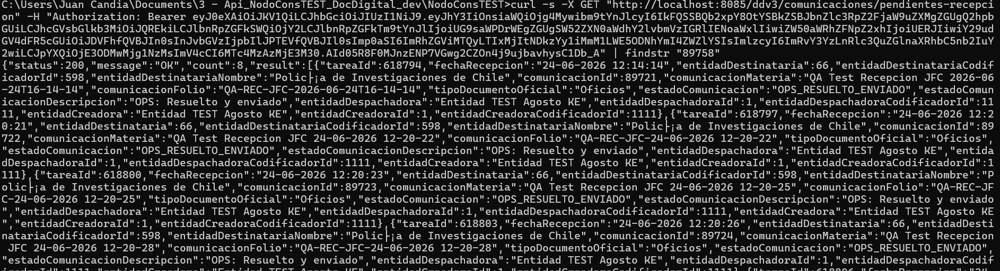 C:\Users\Juan Candia\Documents\3 - Api_NodoConsTEST_DocDigital_dev\NodoConsTEST>curl -s -X GET "http://localhost:8085/ddv3/comunicaciones/pendientes-recepci
on" -H "Authorization: Bearer
2wiLCJpYXQiOjE3ODMwMjg1NzMsImV4cCI6MTc4MzAzMjE3M30.AId05R8F0MJnzENP7VGwg2CZOn4j9ujbavhysC1Db_A" | findstr "89758"
{"status":200,"message":"OK","count":8,"result":[{"tareaId":618794,"fechaRecepcion":"24-06-2026 12:14:14","entidadDestinataria":66,"entidadDestinatariaCodif
icadorId":598,"entidadDestinatariaNombre":"Polic├¡a de Investigaciones de Chile","comunicacionId":89721,"comunicacionMateria":"QA Test Recepcion JFC 2026-06
-24T16-14-14","comunicacionFolio":"QA-REC-JFC-2026-06-24T16-14-14","tipoDocumentoOficial":"Oficios","estadoComunicacion":"OPS_RESUELTO_ENVIADO","estadoComun
icacionDescripcion":"OPS: Resuelto y enviado","entidadDespachadora":"Entidad TEST Agosto KE","entidadDespachadoraId":1,"entidadDespachadoraCodificadorId":11
11,"entidadCreadora":"Entidad TEST Agosto KE","entidadCreadoraId":1,"entidadCreadoraCodificadorId":1111},{"tareaId":618797,"fechaRecepcion":"24-06-2026 12:2
0:21","entidadDestinataria":66,"entidadDestinatariaCodificadorId":598,"entidadDestinatariaNombre":"Polic├¡a de Investigaciones de Chile","comunicacionId":89
722,"comunicacionMateria":"QA Test Recepcion JFC 24-06-2026 12-20-22","comunicacionFolio":"QA-REC-JFC-24-06-2026 12-20-22","tipoDocumentoOficial":"Oficios",
"estadoComunicacion":"OPS_RESUELTO_ENVIADO","estadoComunicacionDescripcion":"OPS: Resuelto y enviado","entidadDespachadora":"Entidad TEST Agosto KE","entida
dDespachadoraId":1,"entidadDespachadoraCodificadorId":1111,"entidadCreadora":"Entidad TEST Agosto KE","entidadCreadoraId":1,"entidadCreadoraCodificadorId":1
111},{"tareaId":618800,"fechaRecepcion":"24-06-2026 12:20:23","entidadDestinataria":66,"entidadDestinatariaCodificadorId":598,"entidadDestinatariaNombre":"P
olic├¡a de Investigaciones de Chile","comunicacionId":89723,"comunicacionMateria":"QA Test Recepcion JFC 24-06-2026 12-20-25","comunicacionFolio":"QA-REC-JF
C-24-06-2026 12-20-25","tipoDocumentoOficial":"Oficios","estadoComunicacion":"OPS_RESUELTO_ENVIADO","estadoComunicacionDescripcion":"OPS: Resuelto y enviado
","entidadDespachadora":"Entidad TEST Agosto KE","entidadDespachadoraId":1,"entidadDespachadoraCodificadorId":1111,"entidadCreadora":"Entidad TEST Agosto KE
","entidadCreadoraId":1,"entidadCreadoraCodificadorId":1111},{"tareaId":618803,"fechaRecepcion":"24-06-2026 12:20:26","entidadDestinataria":66,"entidadDesti
natariaCodificadorId":598,"entidadDestinatariaNombre":"Polic├¡a de Investigaciones de Chile","comunicacionId":89724,"comunicacionMateria":"QA Test Recepcion
 JFC 24-06-2026 12-20-28","comunicacionFolio":"QA-REC-JFC-24-06-2026 12-20-28","tipoDocumentoOficial":"Oficios","estadoComunicacion":"OPS_RESUELTO_ENVIADO",
"estadoComunicacionDescripcion":"OPS: Resuelto y enviado","entidadDespachadora":"Entidad TEST Agosto KE","entidadDespachadoraId":1,"entidadDespachadoraCodif